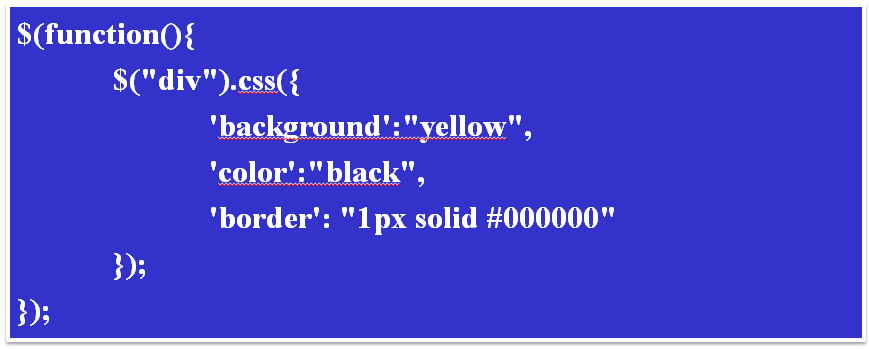 $(function(){
$("div").css({
'background':"yellow",
'color':"black",
'border': "1px solid #000000"
});
});